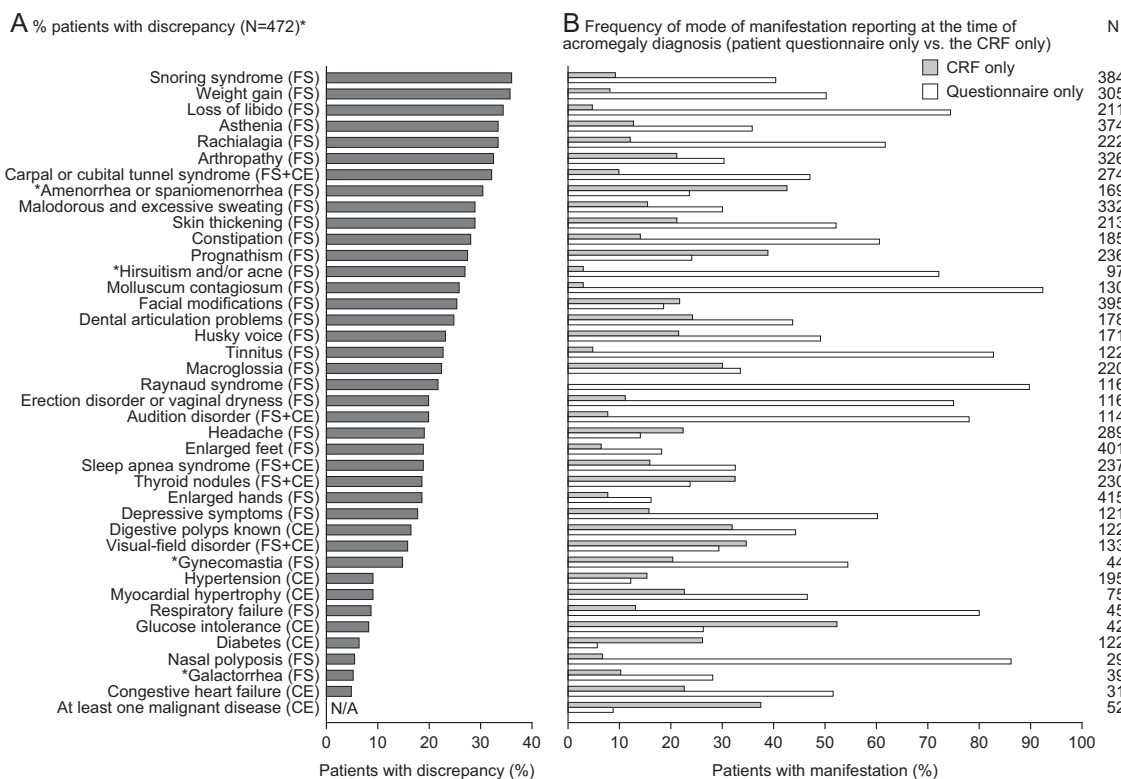 A % patients with discrepancy (N=472)*
B Frequency of mode of manifestation reporting at the time of
acromegaly diagnosis (patient questionnaire only vs. the CRF only)
N
CRF only
Questionnaire only
Snoring syndrome (FS) 384
Weight gain (FS) 305
Loss of libido (FS) 211
Asthenia (FS) 374
Rachialagia (FS) 222
Arthropathy (FS) 326
Carpal or cubital tunnel syndrome (FS+CE) 274
*Amenorrhea or spaniomenorrhea (FS) 169
Malodorous and excessive sweating (FS) 332
Skin thickening (FS) 213
Constipation (FS) 185
Prognathism (FS) 236
*Hirsuitism and/or acne (FS) 97
Molluscum contagiosum (FS) 130
Facial modifications (FS) 395
Dental articulation problems (FS) 178
Husky voice (FS) 171
Tinnitus (FS) 122
Macroglossia (FS) 220
Raynaud syndrome (FS) 116
Erection disorder or vaginal dryness (FS) 116
Audition disorder (FS+CE) 114
Headache (FS) 289
Enlarged feet (FS) 401
Sleep apnea syndrome (FS+CE) 237
Thyroid nodules (FS+CE) 230
Enlarged hands (FS) 415
Depressive symptoms (FS) 121
Digestive polyps known (CE) 122
Visual-field disorder (FS+CE) 133
*Gynecomastia (FS) 44
Hypertension (CE) 195
Myocardial hypertrophy (CE) 75
Respiratory failure (FS) 45
Glucose intolerance (CE) 42
Diabetes (CE) 122
Nasal polyposis (FS) 29
*Galactorrhea (FS) 39
Congestive heart failure (CE) 31
At least one malignant disease (CE) N/A 52
0 10 20 30 40
0 10 20 30 40 50 60 70 80 90 100
Patients with discrepancy (%)
Patients with manifestation (%)